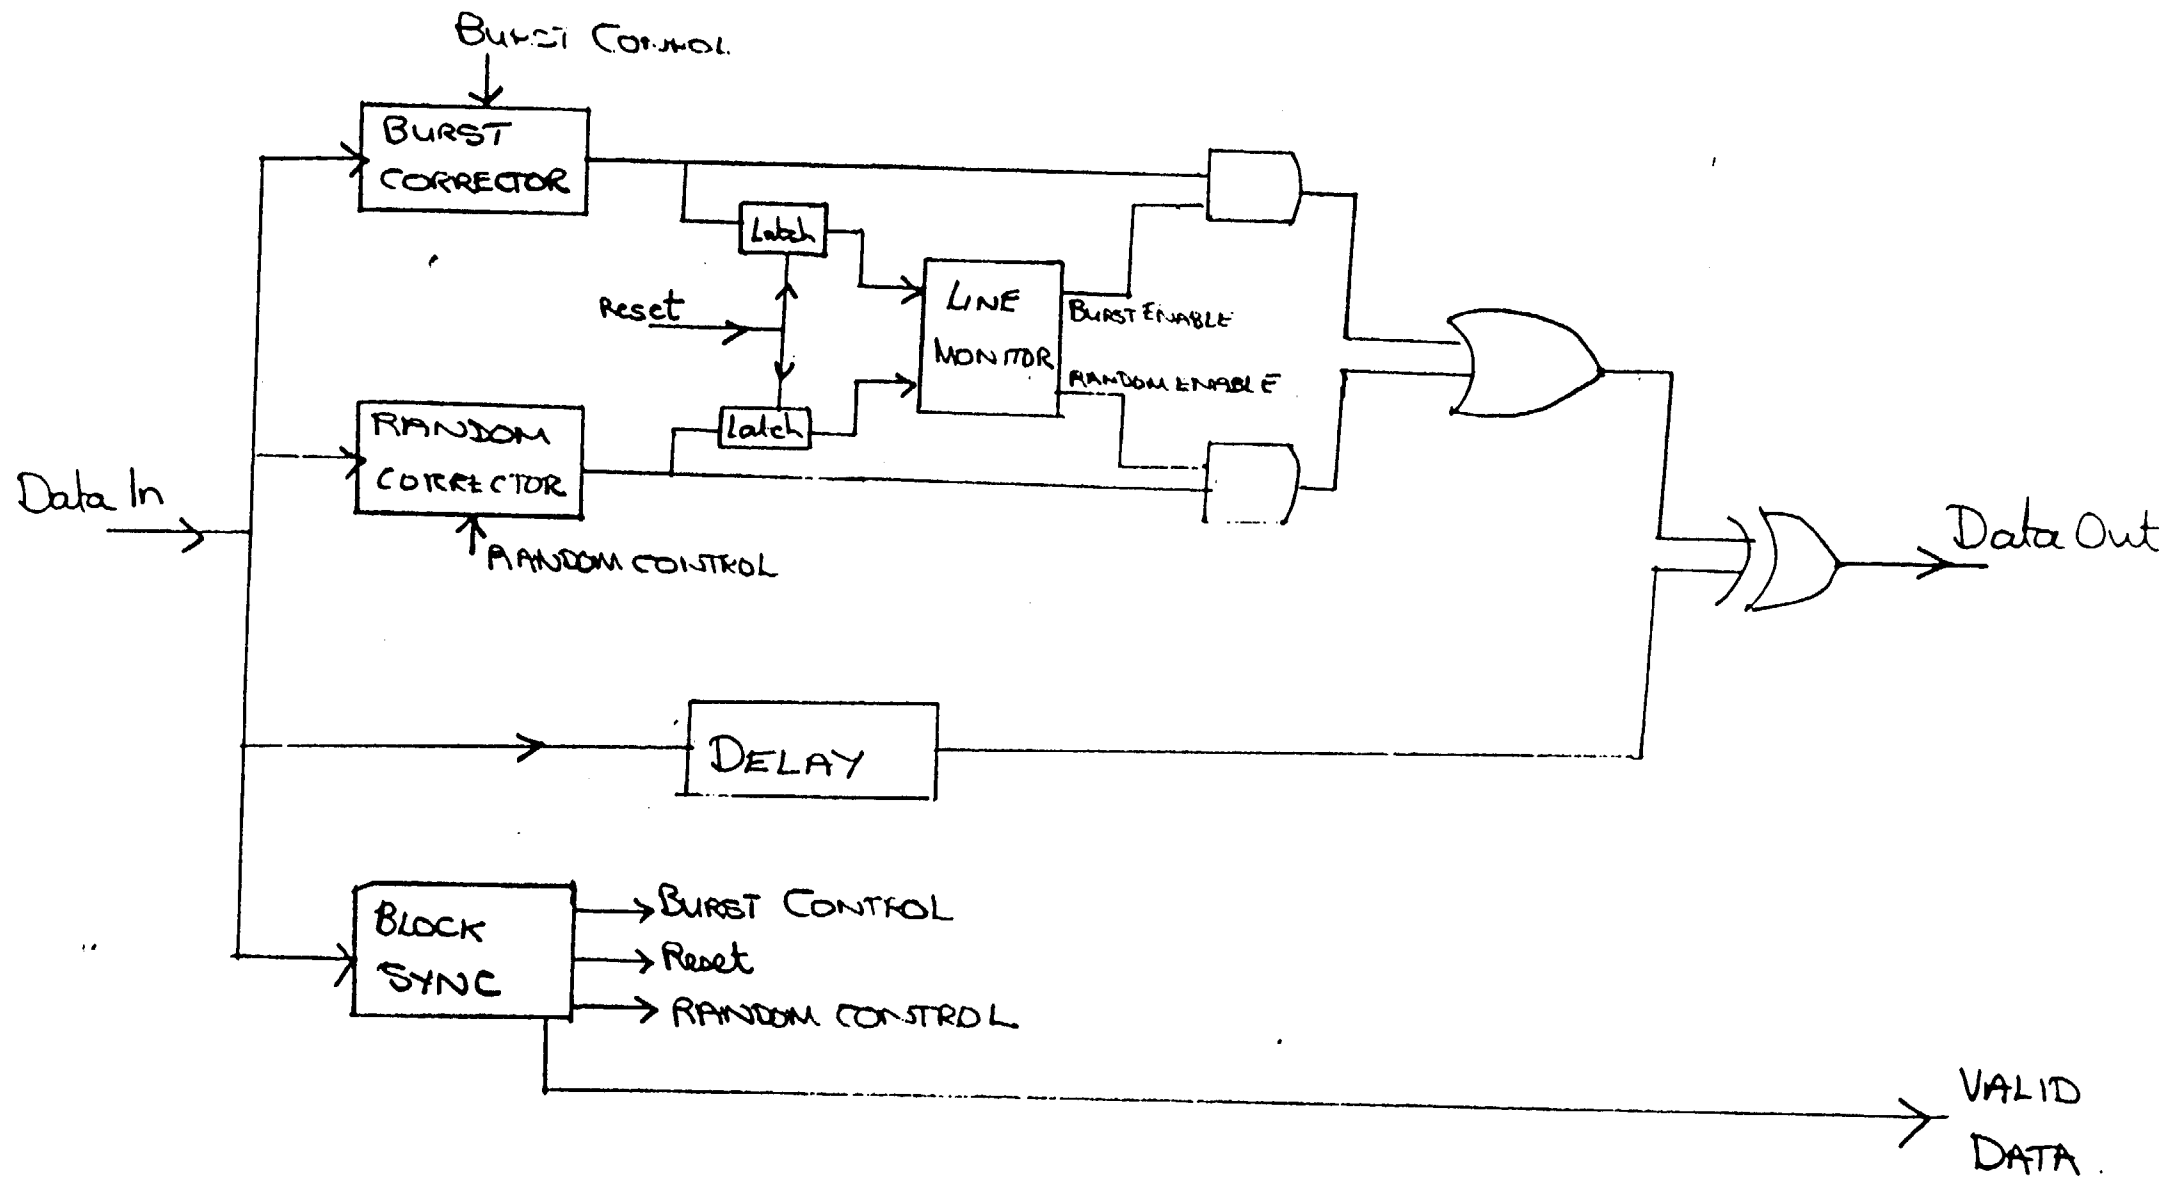 BURST CONTROL
BURST
CORRECTOR
Latch
Reset
LINE
MONITOR
BURST ENABLE
RANDOM ENABLE
Latch
RANDOM
CORRECTOR
RANDOM CONTROL
Data In
Data Out
DELAY
BLOCK
SYNC
BURST CONTROL
Reset
RANDOM CONTROL
VALID
DATA.